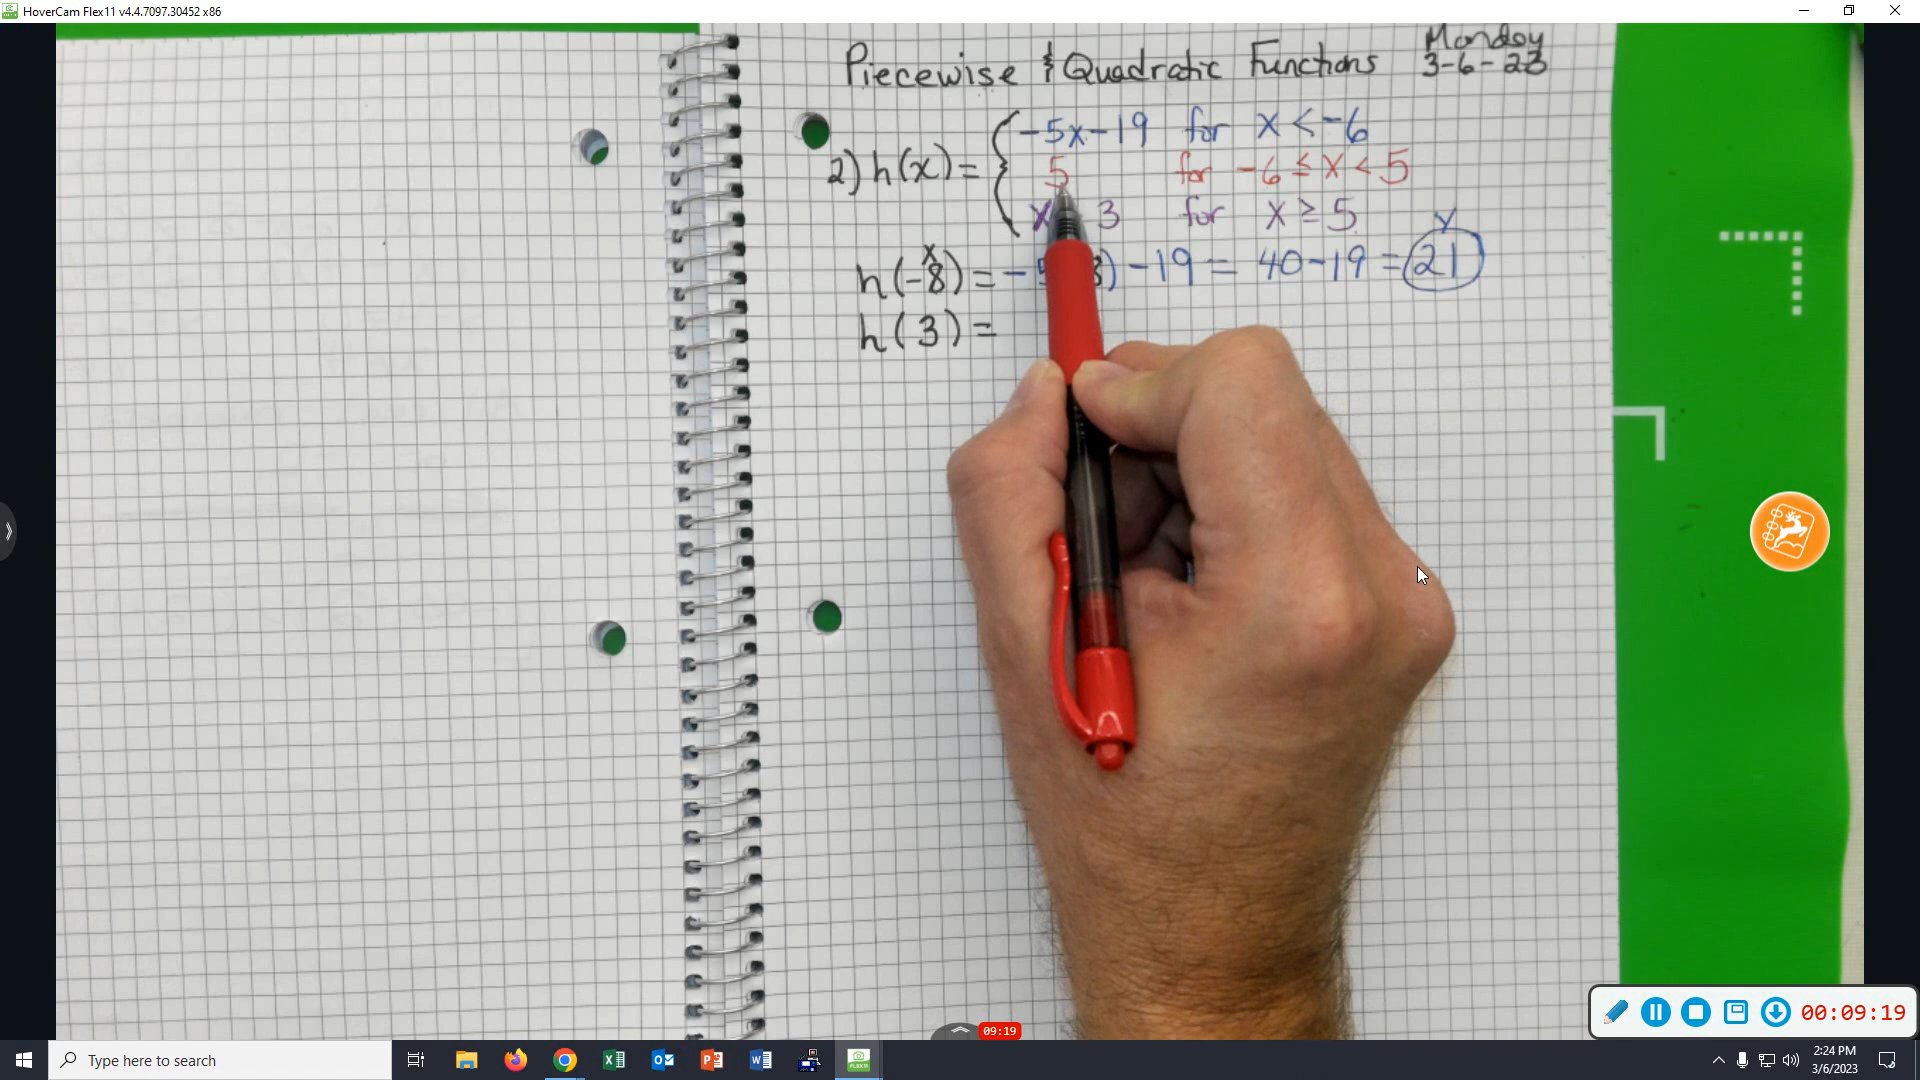 HoverCam Flex11 v4.4.7097.30452 x86
Piecewise & Quadratic Functions
Monday
3-6-23
2) h(x) =
-5x-19 for x < -6
5 for -6 ≤ x < 5
x 3 for x ≥ 5
x
y
h(-8) = -5 8) -19 = 40-19 = 21
h(3) =
09:19
00:09:19
Type here to search
2:24 PM
3/6/2023